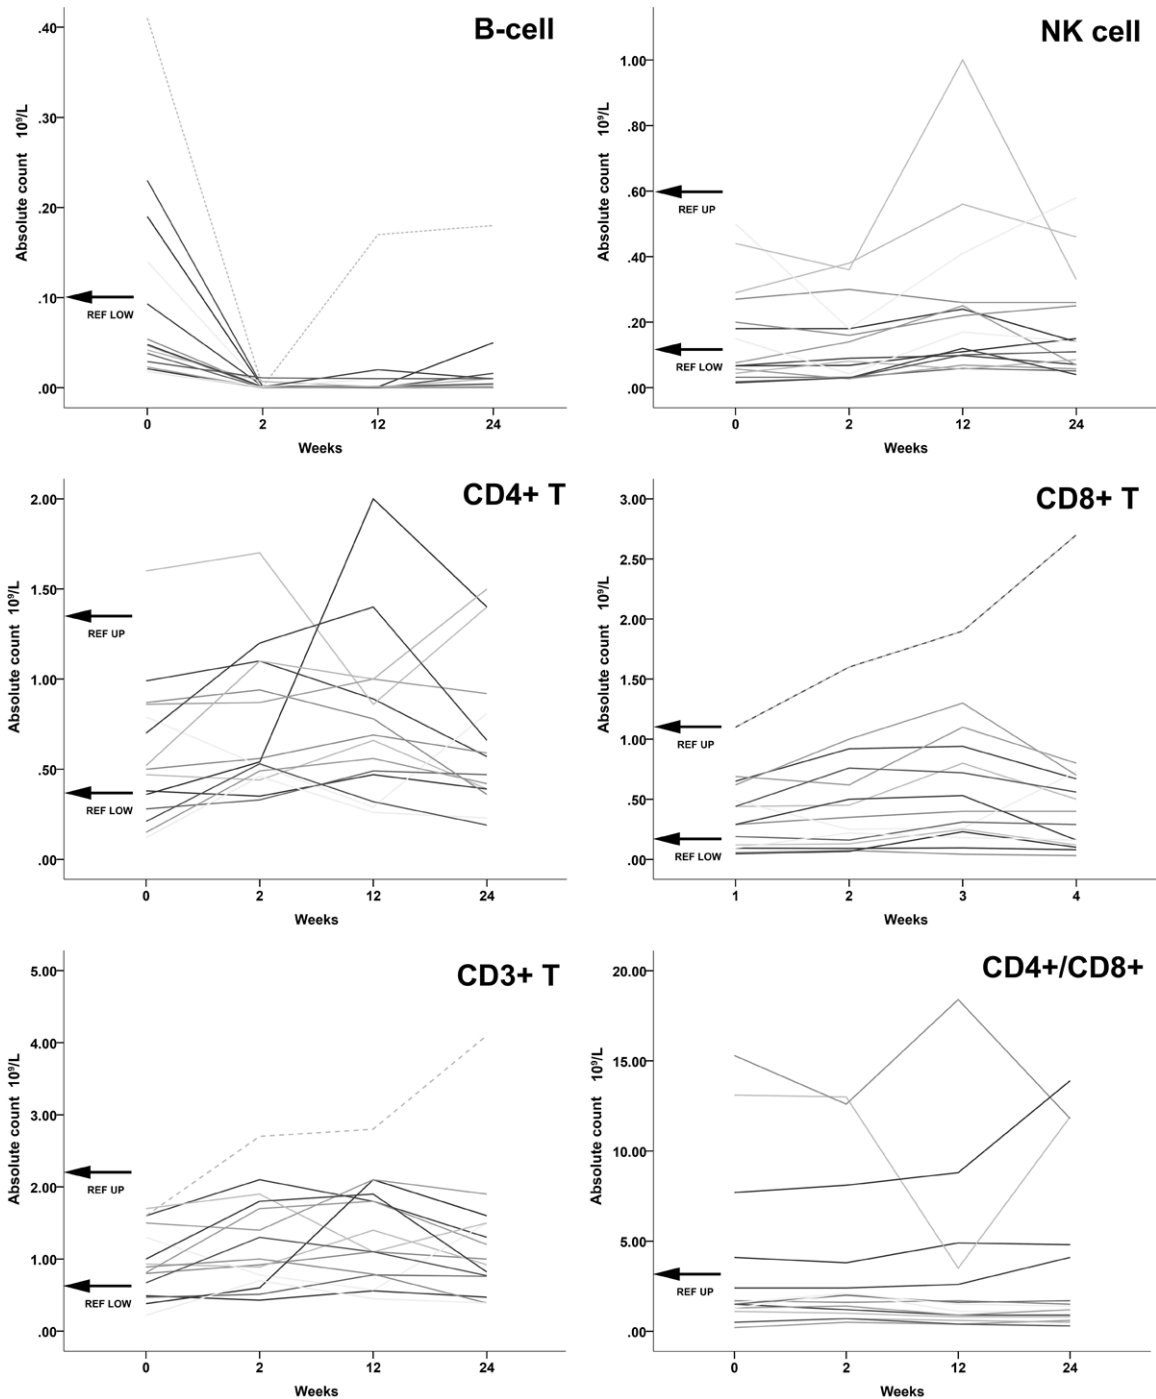 B-cell
Absolute count 10⁹/L
.40
.30
.20
.10
.00
REF LOW
0 2 12 24
Weeks
NK cell
Absolute count 10⁹/L
1.00
.80
.60
.40
.20
.00
REF UP
REF LOW
0 2 12 24
Weeks
CD4+ T
Absolute count 10⁹/L
2.00
1.50
1.00
.50
.00
REF UP
REF LOW
0 2 12 24
Weeks
CD8+ T
Absolute count 10⁹/L
3.00
2.50
2.00
1.50
1.00
.50
.00
REF UP
REF LOW
1 2 3 4
Weeks
CD3+ T
Absolute count 10⁹/L
5.00
4.00
3.00
2.00
1.00
.00
REF UP
REF LOW
0 2 12 24
Weeks
CD4+/CD8+
Absolute count 10⁹/L
20.00
15.00
10.00
5.00
.00
REF UP
0 2 12 24
Weeks